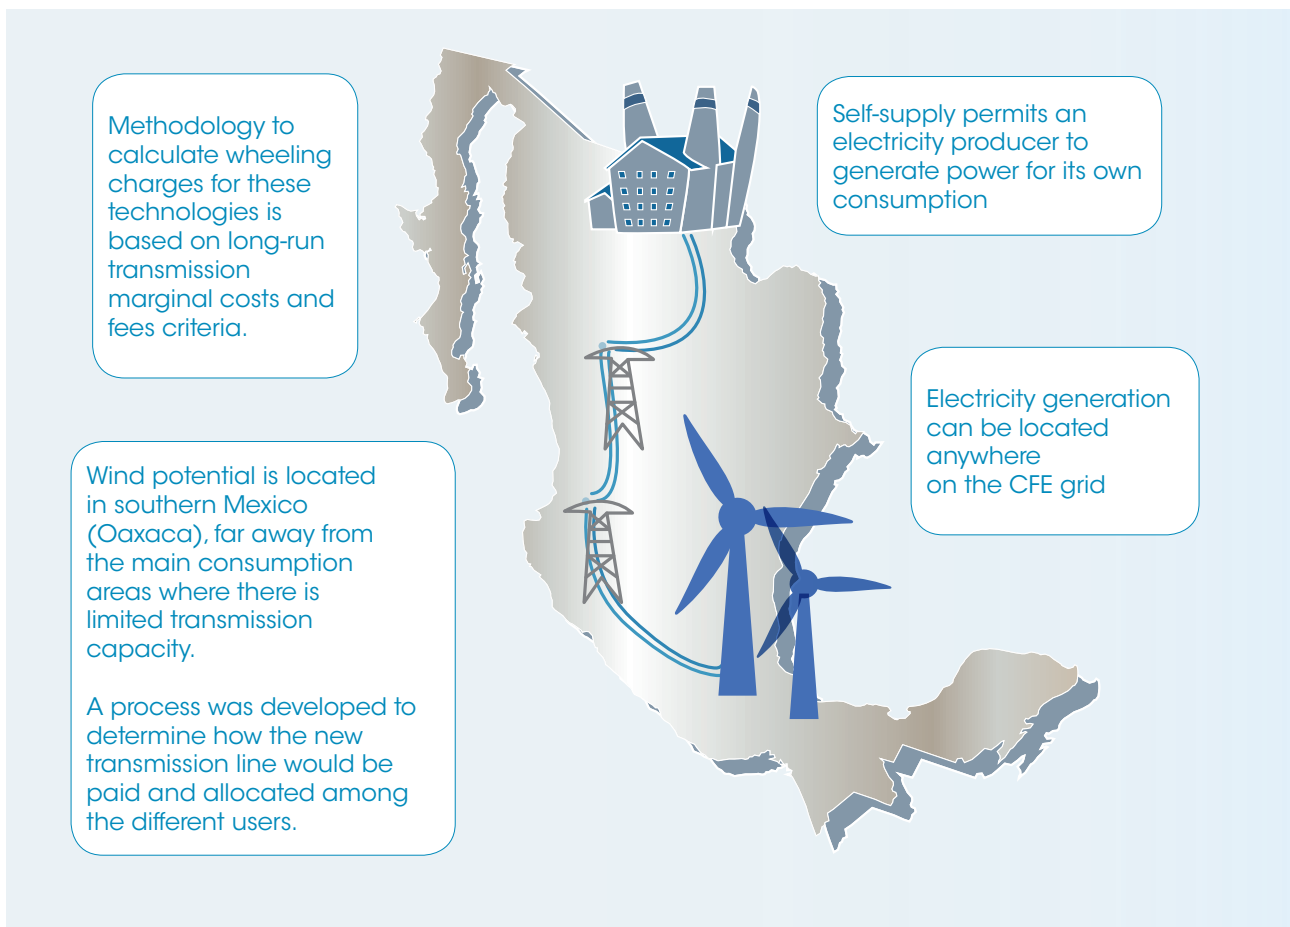 Methodology to
calculate wheeling
charges for these
technologies is
based on long-run
transmission
marginal costs and
fees criteria.
Self-supply permits an
electricity producer to
generate power for its own
consumption
Electricity generation
can be located
anywhere
on the CFE grid
Wind potential is located
in southern Mexico
(Oaxaca), far away from
the main consumption
areas where there is
limited transmission
capacity.
A process was developed to
determine how the new
transmission line would be
paid and allocated among
the different users.